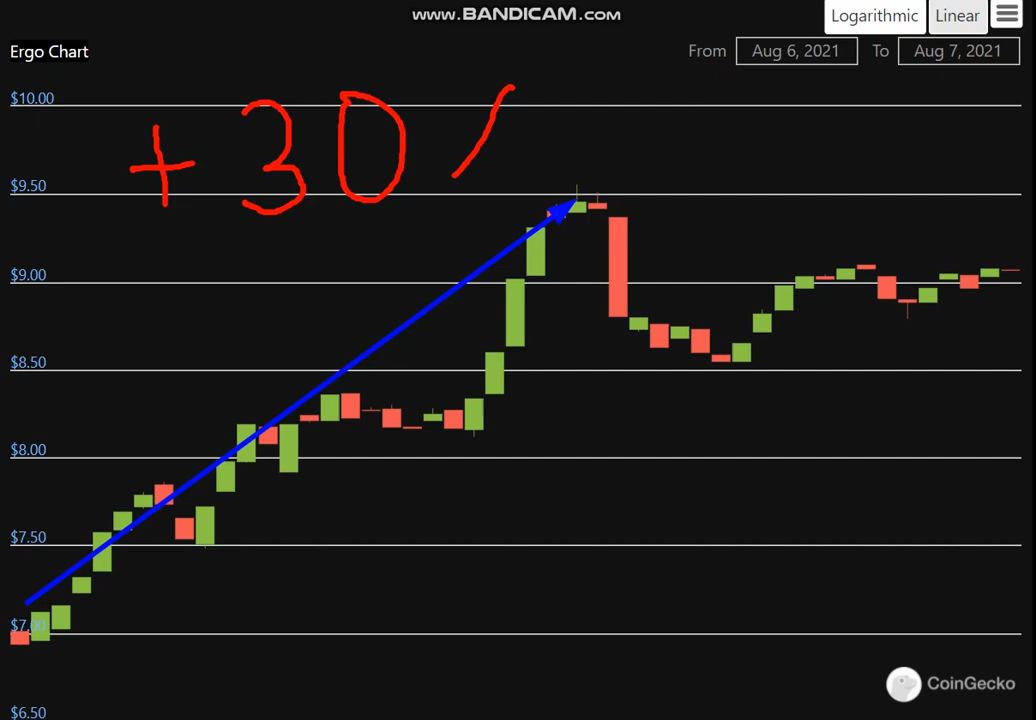 www.BANDICAM.com
Logarithmic Linear
Ergo Chart
From Aug 6, 2021 To Aug 7, 2021
$10.00
+ 30 /
$9.50
$9.00
$8.50
$8.00
$7.50
$7.00
CoinGecko
$6.50